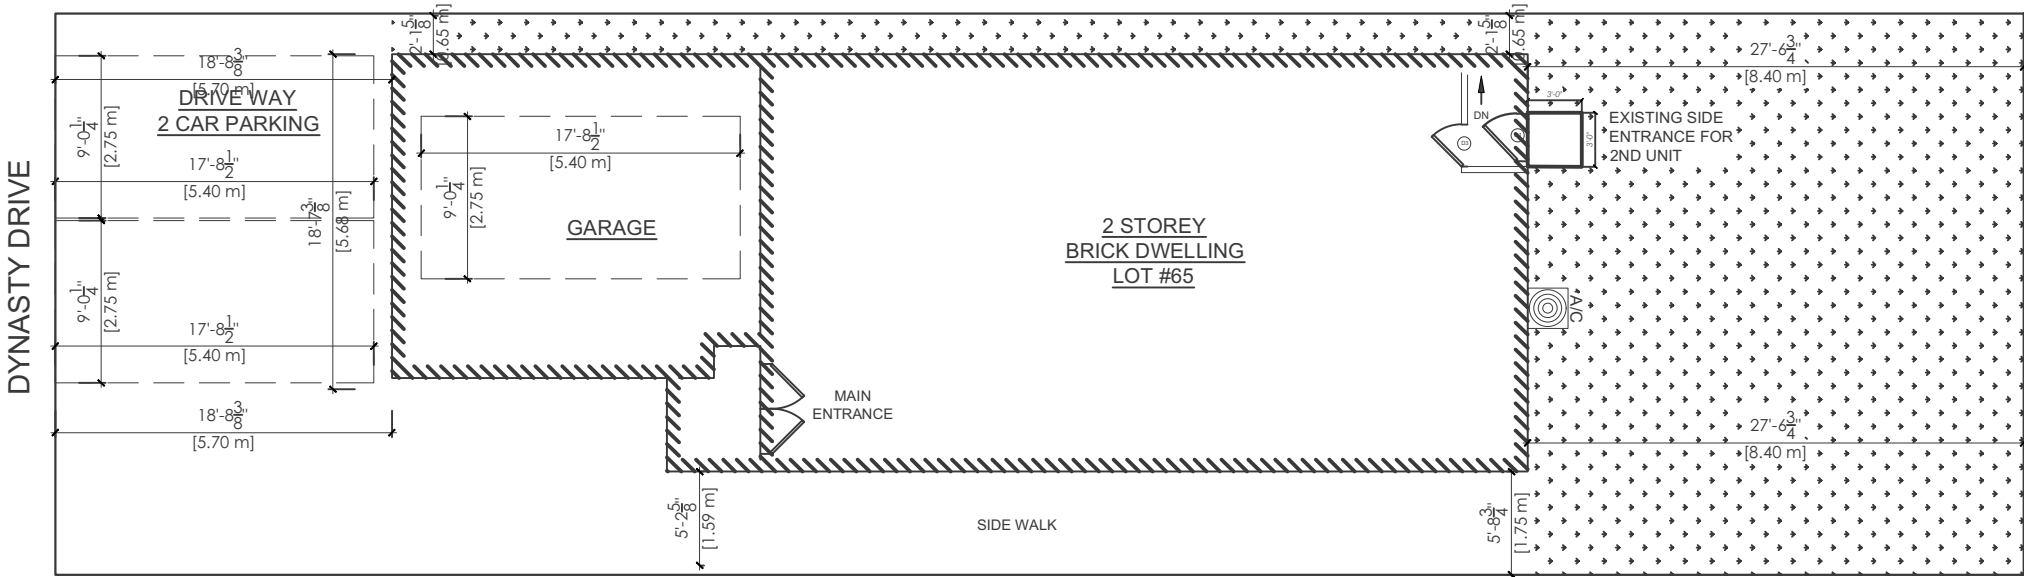 DYNASTY DRIVE
18'-8 3/8"
[5.70 m]
DRIVE WAY
2 CAR PARKING
9'-0 1/4"
[2.75 m]
17'-8 1/2"
[5.40 m]
18'-7 3/8"
[5.68 m]
9'-0 1/4"
[2.75 m]
17'-8 1/2"
[5.40 m]
18'-8 3/8"
[5.70 m]
2'-1 5/8"
17'-8 1/2"
[5.40 m]
9'-0 1/4"
[2.75 m]
GARAGE
MAIN
ENTRANCE
2 STOREY
BRICK DWELLING
LOT #65
5'-2 5/8"
[1.59 m]
SIDE WALK
5'-8 3/4"
[1.75 m]
2'-1 5/8"
DN
D3
3'-0"
3'-0"
EXISTING SIDE
ENTRANCE FOR
2ND UNIT
A/C
27'-6 3/4"
[8.40 m]
27'-6 3/4"
[8.40 m]